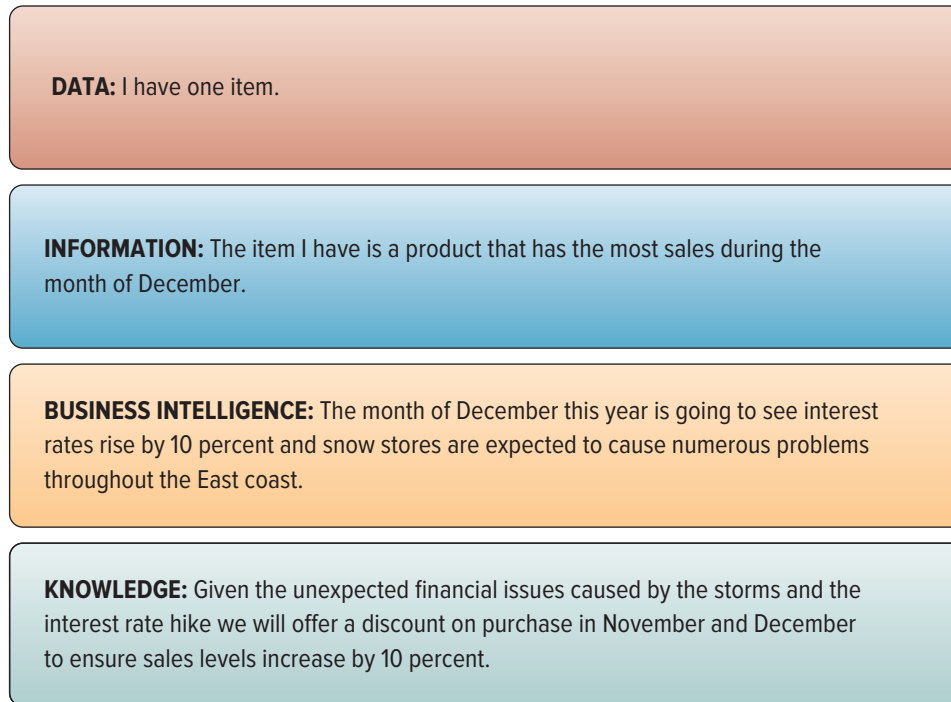 DATA: I have one item.
INFORMATION: The item I have is a product that has the most sales during the
month of December.
BUSINESS INTELLIGENCE: The month of December this year is going to see interest
rates rise by 10 percent and snow stores are expected to cause numerous problems
throughout the East coast.
KNOWLEDGE: Given the unexpected financial issues caused by the storms and the
interest rate hike we will offer a discount on purchase in November and December
to ensure sales levels increase by 10 percent.